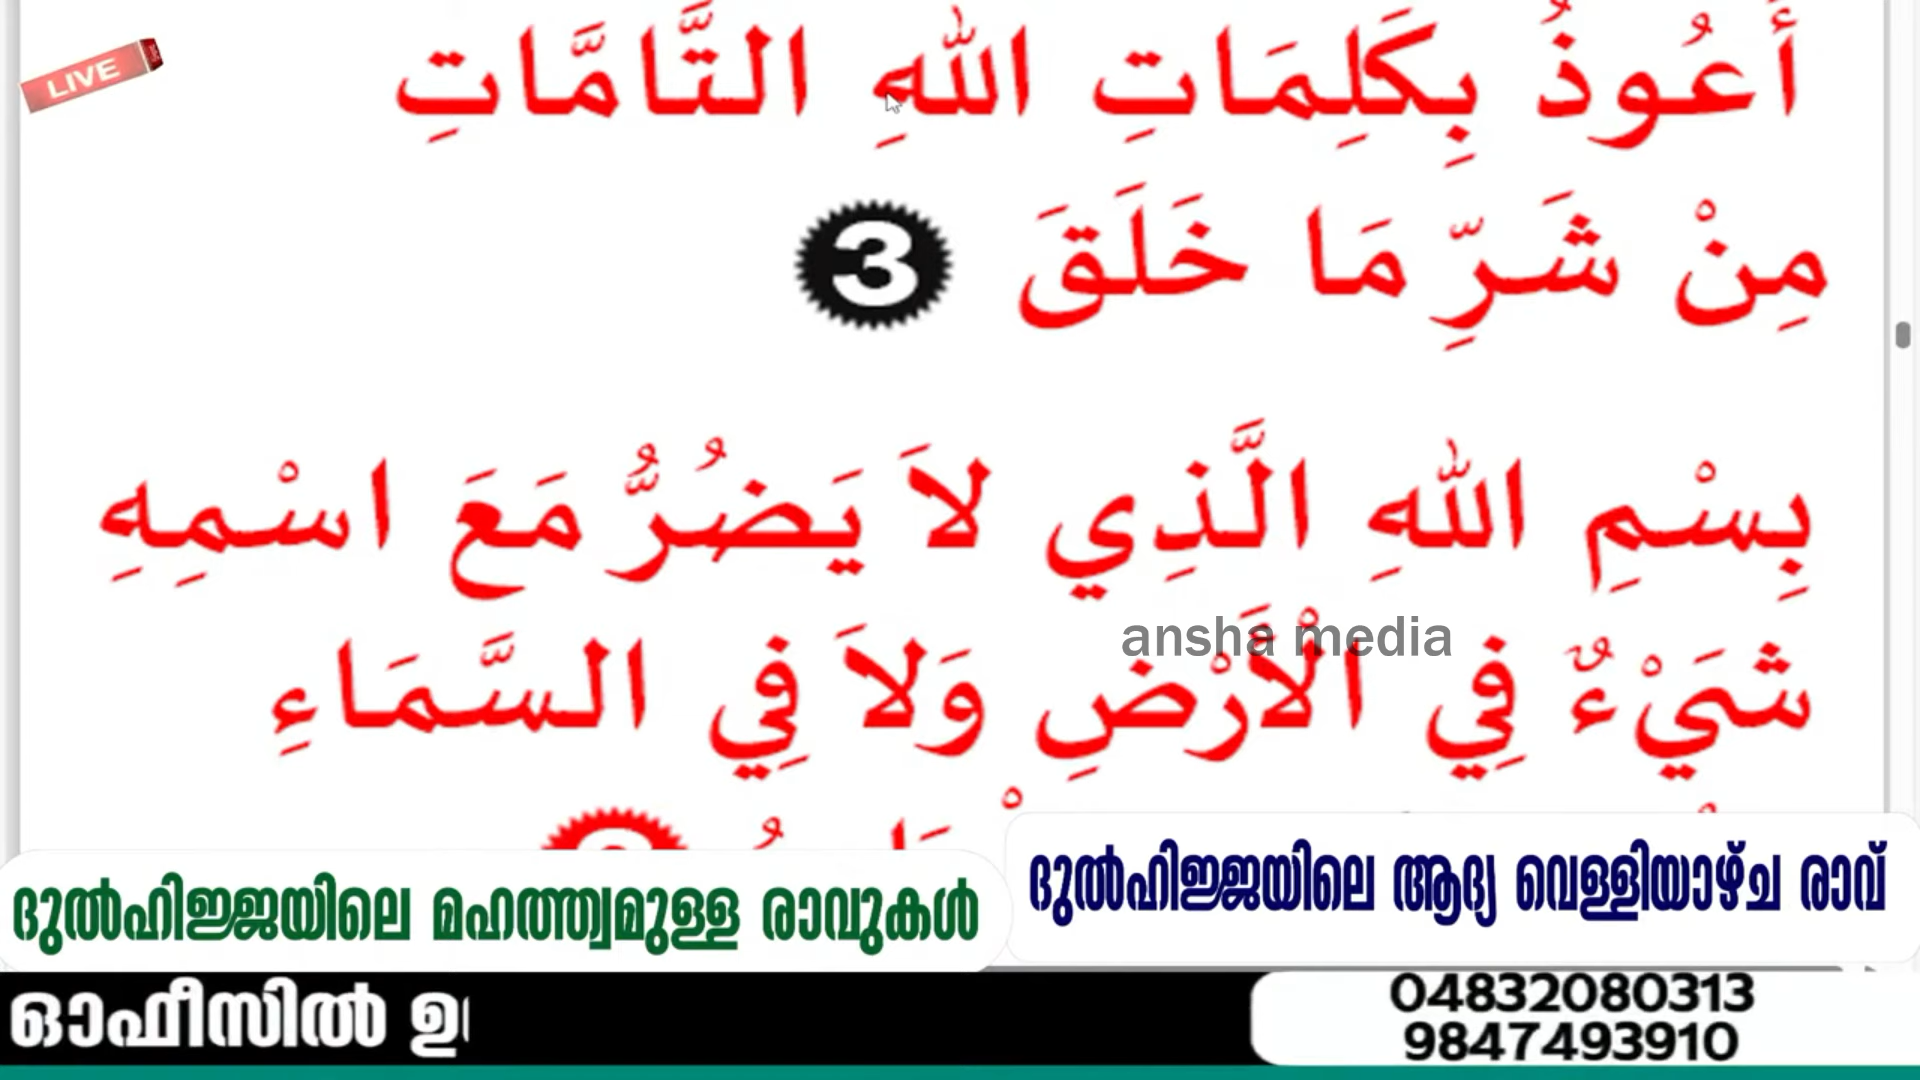 LIVE
أَعُوذُ بِكَلِمَاتِ اللهِ التَّامَّاتِ
مِنْ شَرِّ مَا خَلَقَ 3
بِسْمِ اللهِ الَّذِي لاَ يَضُرُّ مَعَ اسْمِهِ
ansha media
شَيْءٌ فِي الْأَرْضِ وَلاَ فِي السَّمَاءِ
ദുൽഹിജ്ജയിലെ മഹത്ത്വമുള്ള രാവുകൾ
ദുൽഹിജ്ജയിലെ ആദ്യ വെള്ളിയാഴ്ച രാവ്
ഓഫീസിൽ
04832080313
9847493910